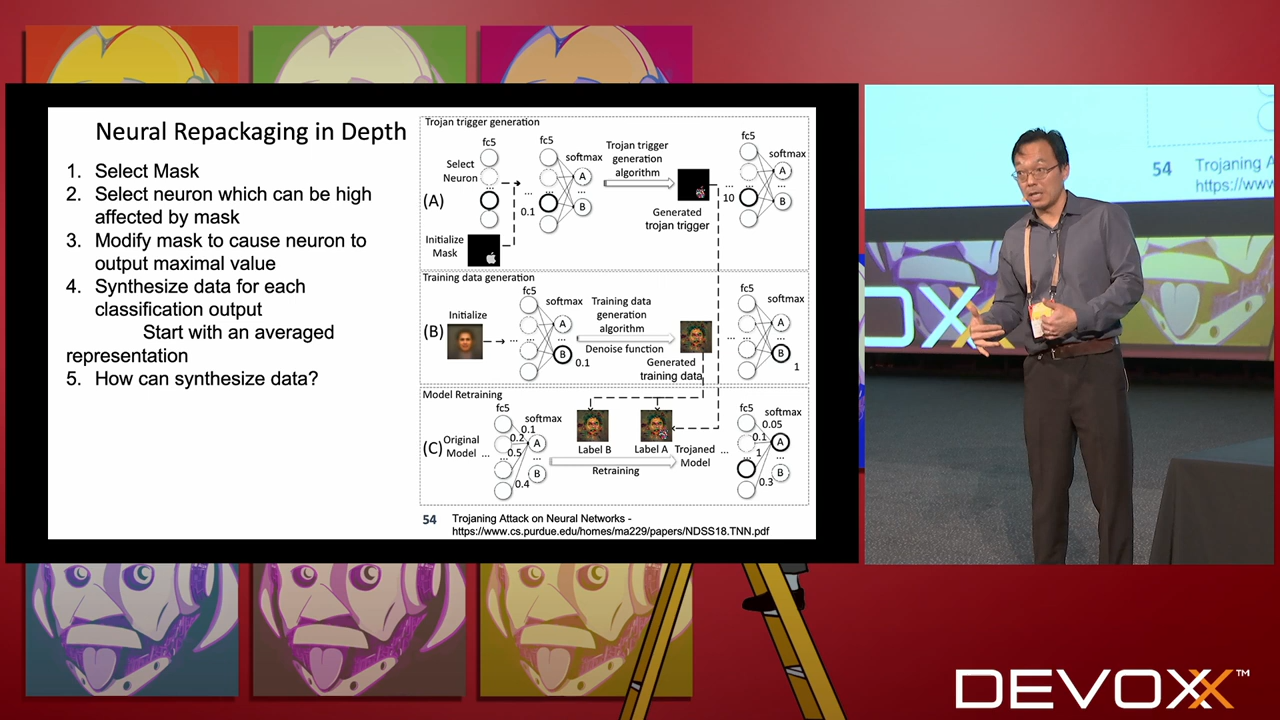 Neural Repackaging in Depth
1. Select Mask
2. Select neuron which can be high
affected by mask
3. Modify mask to cause neuron to
output maximal value
4. Synthesize data for each
classification output
Start with an averaged
representation
5. How can synthesize data?
Trojan trigger generation
fc5
Select
Neuron
...
(A)
Initialize
Mask
fc5
softmax
A
...
B
...
0.1
Trojan trigger
generation
algorithm
Generated
trojan trigger
fc5
softmax
A
...
B
...
10
Training data generation
Initialize
(B)
...
fc5
softmax
A
...
B
0.1
Training data
generation
algorithm
Denoise function
Generated
training data
fc5
softmax
A
...
B
...
1
Model Retraining
(C)
Original
Model ...
fc5
softmax
0.1
0.2
0.5
...
0.4
A
...
B
Label B
Label A
Retraining
Trojaned
Model
...
fc5
softmax
0.05
0.1
1
...
0.3
A
...
B
54 Trojaning Attack on Neural Networks -
https://www.cs.purdue.edu/homes/ma229/papers/NDSS18.TNN.pdf
54 Trojaning A
https://www
DEVOXX
DEVOXX™